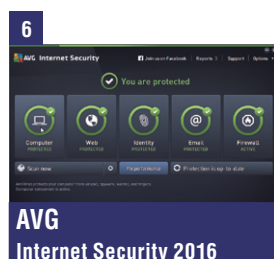 6
AVG Internet Security
Join us on Facebook | Reports | Support | Options
You are protected
Computer
PROTECTED
Web
PROTECTED
Identity
PROTECTED
Email
PROTECTED
Firewall
ACTIVE
Scan now
Protection is up-to-date
AVG
Internet Security 2016